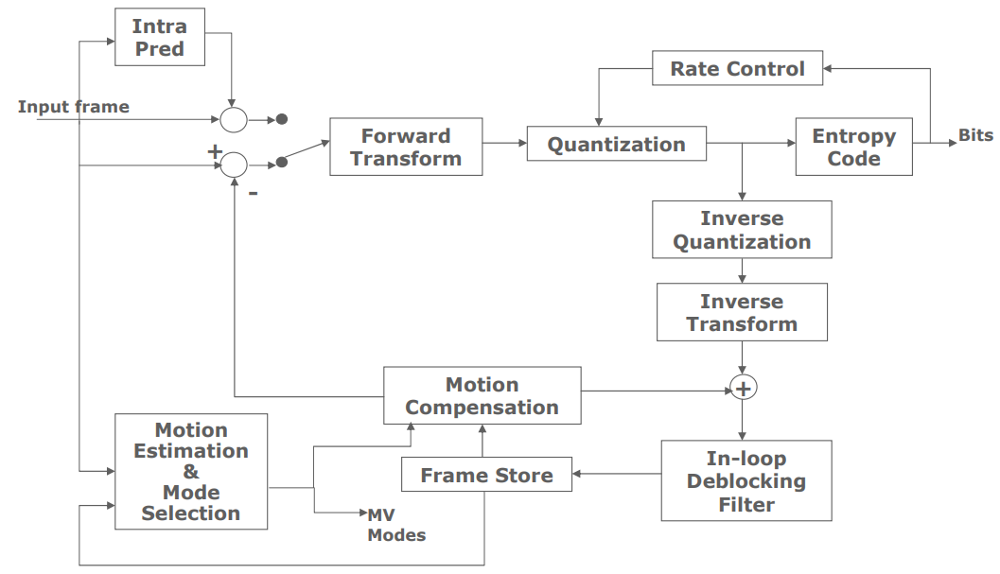 Intra
Pred
Rate Control
Input frame
Forward
Transform
Quantization
Entropy
Code
Bits
+
-
Inverse
Quantization
Inverse
Transform
Motion
Compensation
+
Motion
Estimation
&
Mode
Selection
Frame Store
In-loop
Deblocking
Filter
MV
Modes